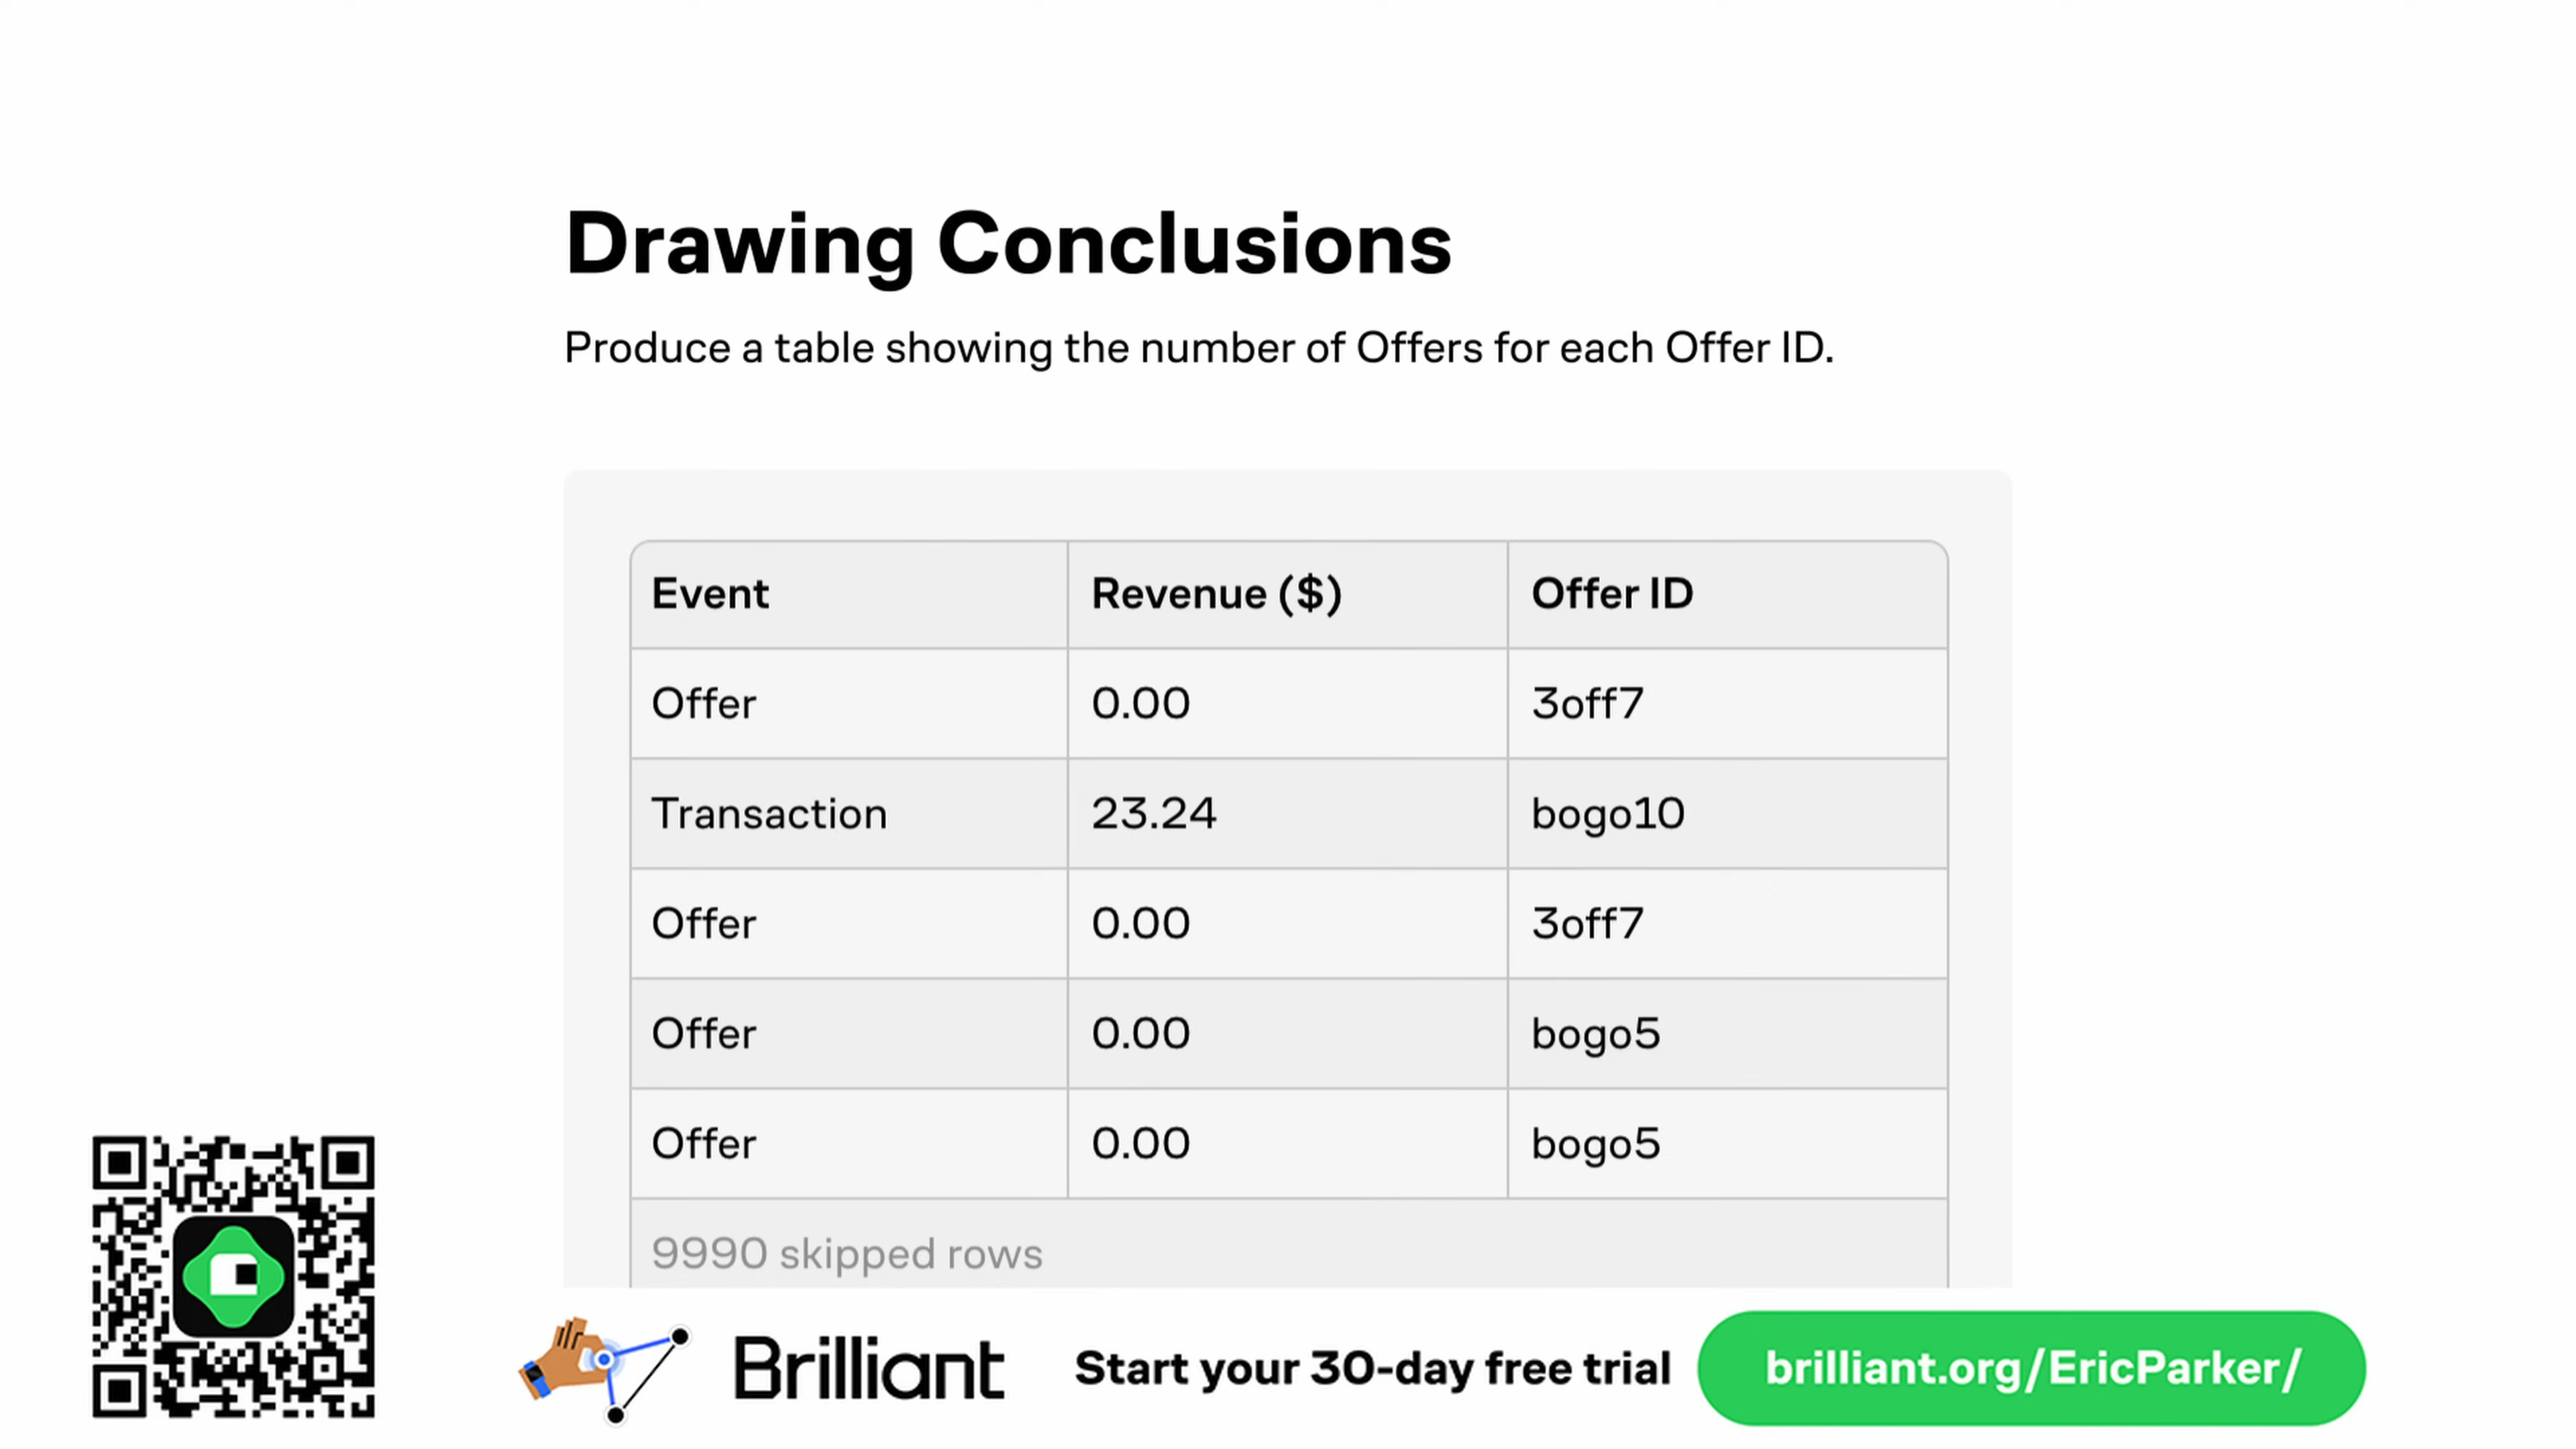 Drawing Conclusions
Produce a table showing the number of Offers for each Offer ID.
Event Revenue ($) Offer ID
Offer 0.00 3off7
Transaction 23.24 bogo10
Offer 0.00 3off7
Offer 0.00 bogo5
Offer 0.00 bogo5
9990 skipped rows
Brilliant Start your 30-day free trial brilliant.org/EricParker/